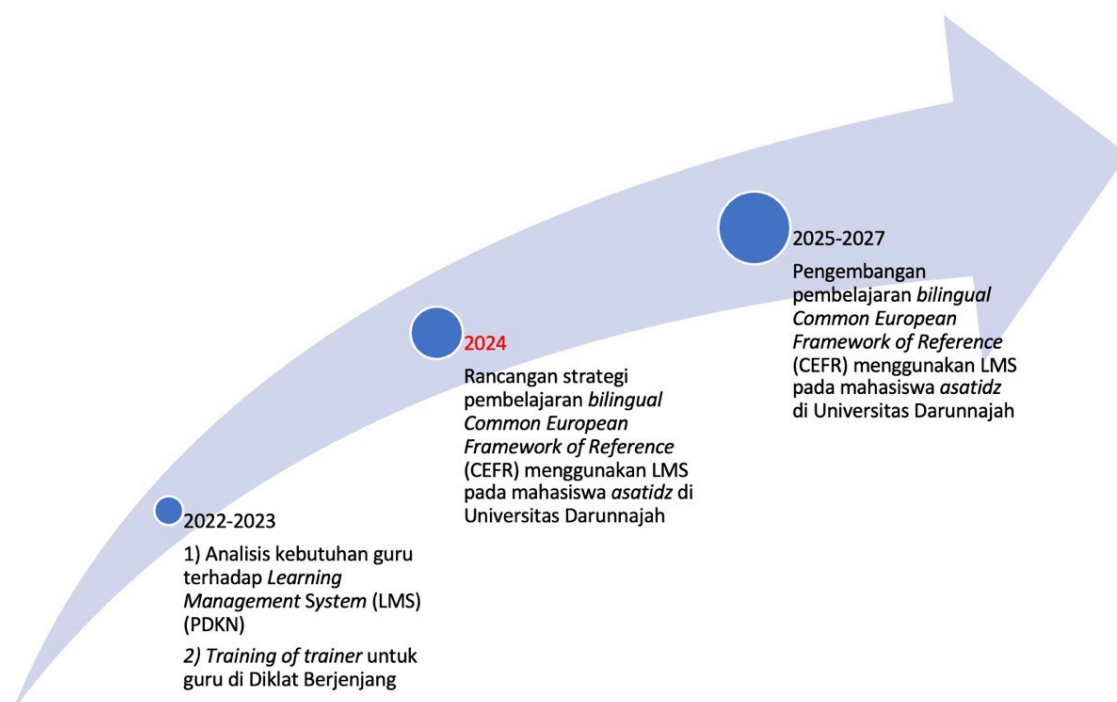 2022-2023
1) Analisis kebutuhan guru
terhadap Learning
Management System (LMS)
(PDKN)
2) Training of trainer untuk
guru di Diklat Berjenjang
2024
Rancangan strategi
pembelajaran bilingual
Common European
Framework of Reference
(CEFR) menggunakan LMS
pada mahasiswa asatidz di
Universitas Darunnajah
2025-2027
Pengembangan
pembelajaran bilingual
Common European
Framework of Reference
(CEFR) menggunakan LMS
pada mahasiswa asatidz
di Universitas Darunnajah